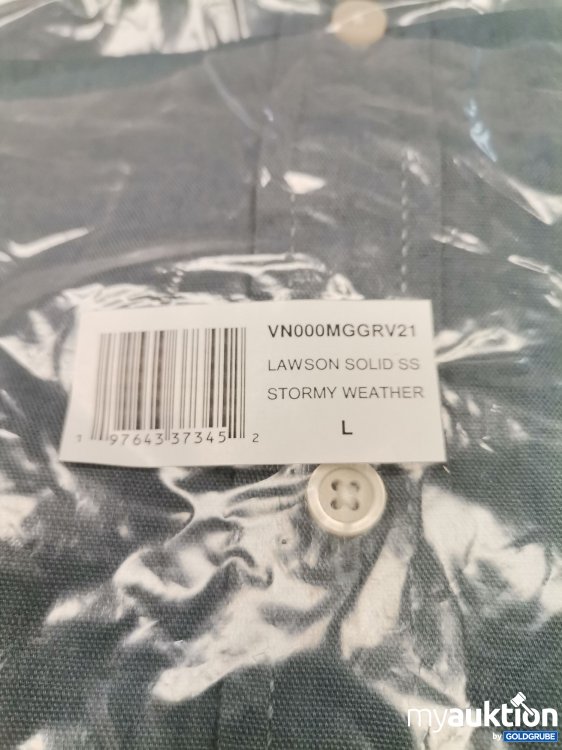 VN000MGGRV21
LAWSON SOLID SS
STORMY WEATHER
L
1 97643 37345 2
myauktion
by GOLDGRUBE